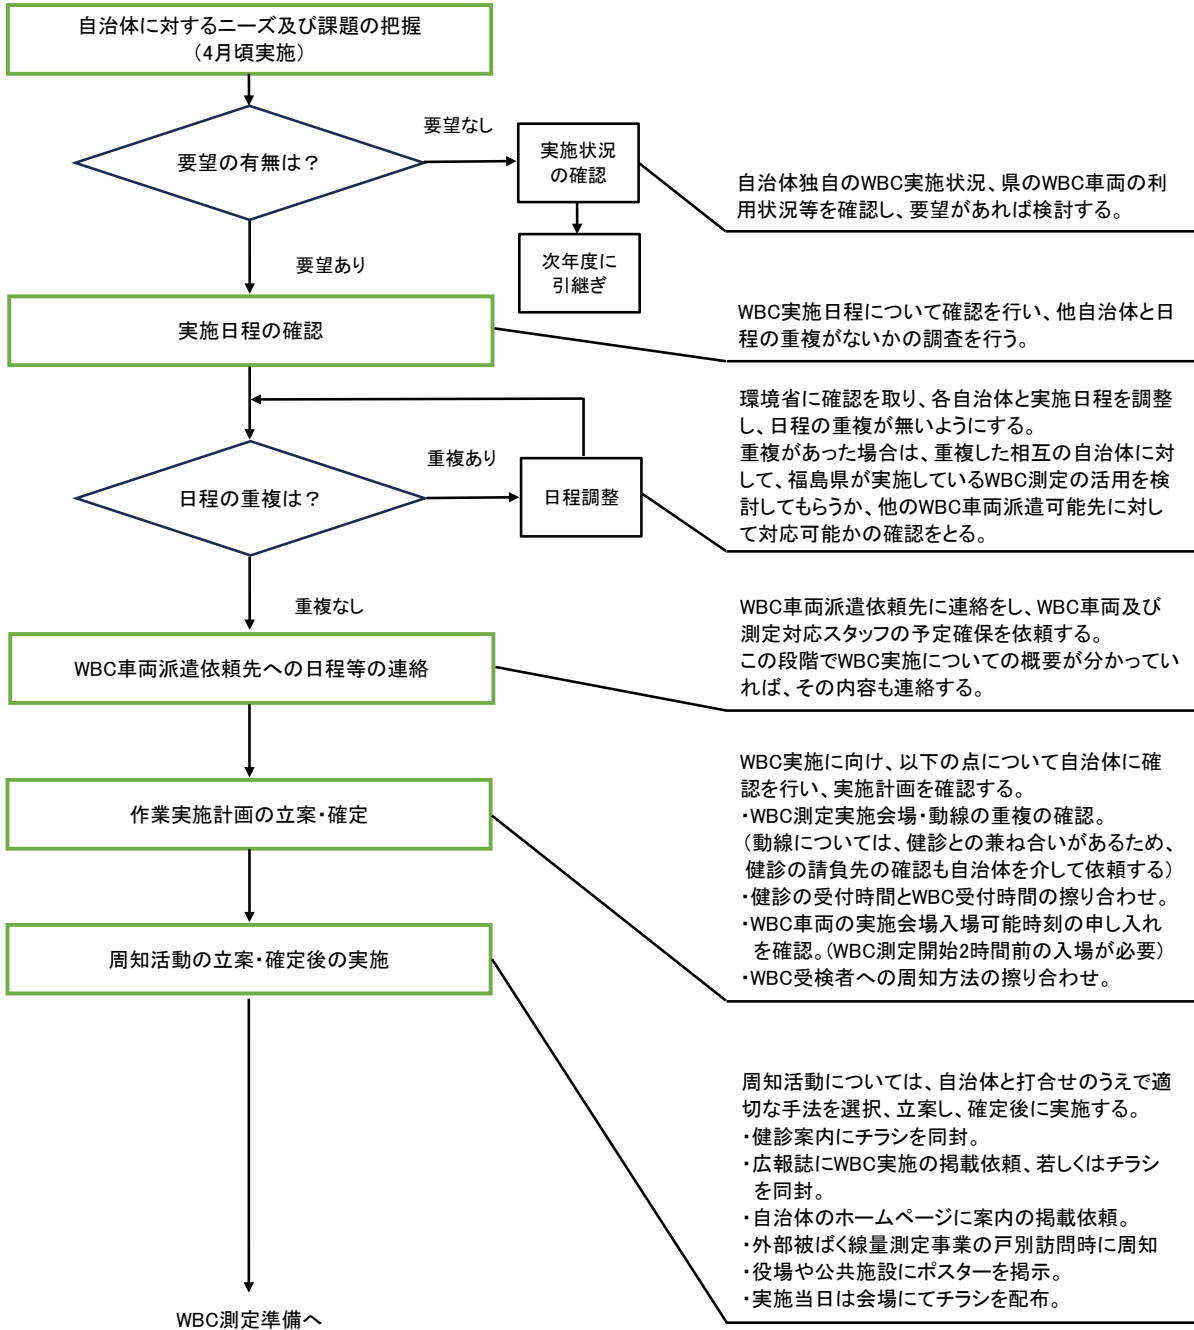 自治体に対するニーズ及び課題の把握
（4月頃実施）
要望の有無は？
要望なし
実施状況
の確認
自治体独自のWBC実施状況、県のWBC車両の利
用状況等を確認し、要望があれば検討する。
次年度に
引継ぎ
要望あり
実施日程の確認
WBC実施日程について確認を行い、他自治体と日
程の重複がないかの調査を行う。
環境省に確認を取り、各自治体と実施日程を調整
し、日程の重複が無いようにする。
重複があった場合は、重複した相互の自治体に対
して、福島県が実施しているWBC測定の活用を検
討してもらうか、他のWBC車両派遣可能先に対し
て対応可能かの確認をとる。
日程の重複は？
重複あり
日程調整
重複なし
WBC車両派遣依頼先への日程等の連絡
WBC車両派遣依頼先に連絡をし、WBC車両及び
測定対応スタッフの予定確保を依頼する。
この段階でWBC実施についての概要が分かってい
れば、その内容も連絡する。
作業実施計画の立案・確定
WBC実施に向け、以下の点について自治体に確
認を行い、実施計画を確認する。
・WBC測定実施会場・動線の重複の確認。
（動線については、健診との兼ね合いがあるため、
健診の請負先の確認も自治体を介して依頼する）
・健診の受付時間とWBC受付時間の擦り合わせ。
・WBC車両の実施会場入場可能時刻の申し入れ
を確認。（WBC測定開始2時間前の入場が必要）
・WBC受検者への周知方法の擦り合わせ。
周知活動の立案・確定後の実施
周知活動については、自治体と打合せのうえで適
切な手法を選択、立案し、確定後に実施する。
・健診案内にチラシを同封。
・広報誌にWBC実施の掲載依頼、若しくはチラシ
を同封。
・自治体のホームページに案内の掲載依頼。
・外部被ばく線量測定事業の戸別訪問時に周知
・役場や公共施設にポスターを掲示。
・実施当日は会場にてチラシを配布。
WBC測定準備へ